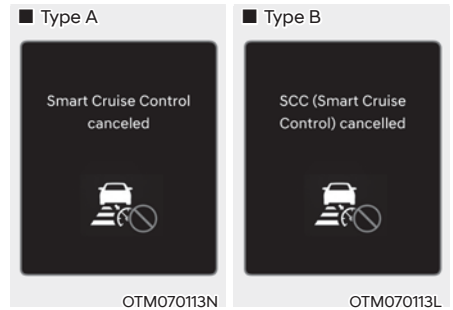 ■ Type A
Smart Cruise Control
canceled
OTM070113N
■ Type B
SCC (Smart Cruise
Control) cancelled
OTM070113L